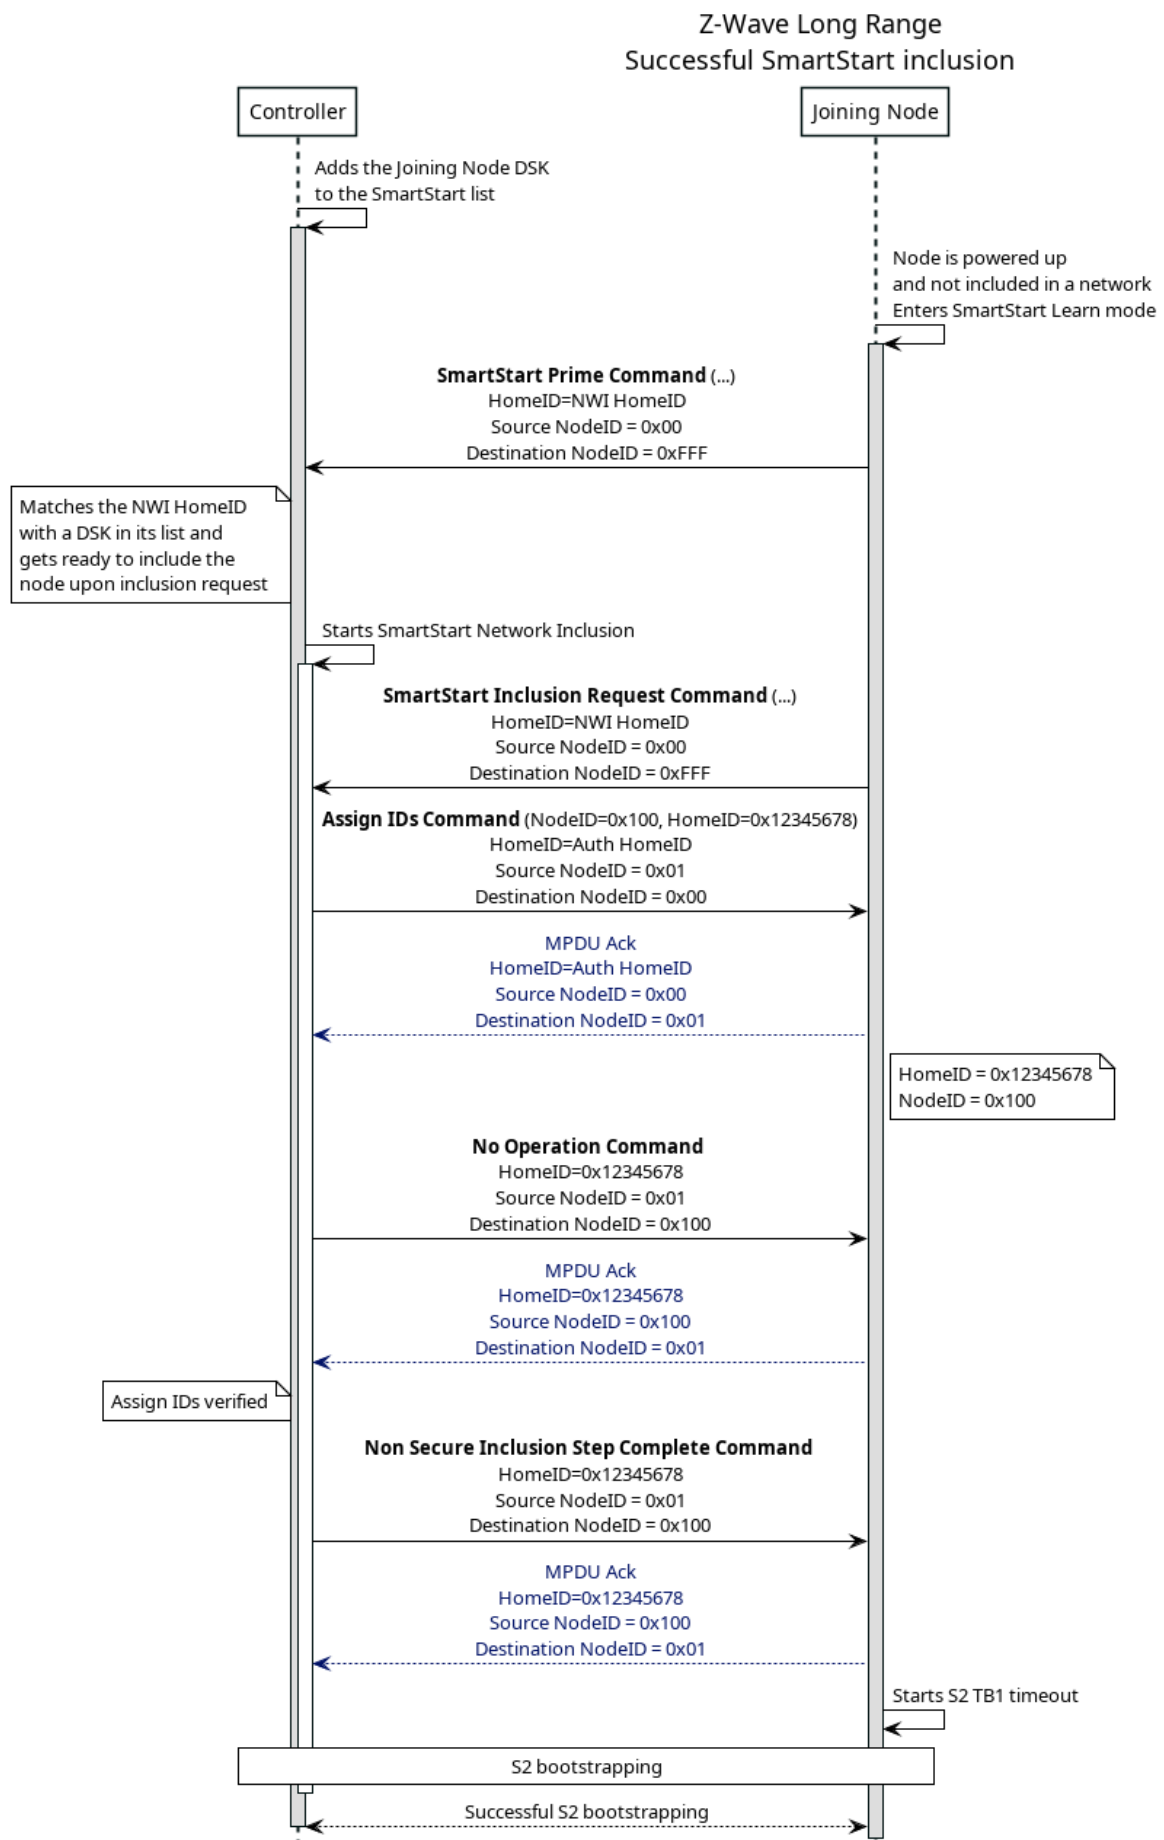 Z-Wave Long Range
Successful SmartStart inclusion
Controller
Joining Node
Adds the Joining Node DSK
to the SmartStart list
Node is powered up
and not included in a network
Enters SmartStart Learn mode
SmartStart Prime Command (...)
HomeID=NWI HomeID
Source NodeID = 0x00
Destination NodeID = 0xFFF
Matches the NWI HomeID
with a DSK in its list and
gets ready to include the
node upon inclusion request
Starts SmartStart Network Inclusion
SmartStart Inclusion Request Command (...)
HomeID=NWI HomeID
Source NodeID = 0x00
Destination NodeID = 0xFFF
Assign IDs Command (NodeID=0x100, HomeID=0x12345678)
HomeID=Auth HomeID
Source NodeID = 0x01
Destination NodeID = 0x00
MPDU Ack
HomeID=Auth HomeID
Source NodeID = 0x00
Destination NodeID = 0x01
HomeID = 0x12345678
NodeID = 0x100
No Operation Command
HomeID=0x12345678
Source NodeID = 0x01
Destination NodeID = 0x100
MPDU Ack
HomeID=0x12345678
Source NodeID = 0x100
Destination NodeID = 0x01
Assign IDs verified
Non Secure Inclusion Step Complete Command
HomeID=0x12345678
Source NodeID = 0x01
Destination NodeID = 0x100
MPDU Ack
HomeID=0x12345678
Source NodeID = 0x100
Destination NodeID = 0x01
Starts S2 TB1 timeout
S2 bootstrapping
Successful S2 bootstrapping